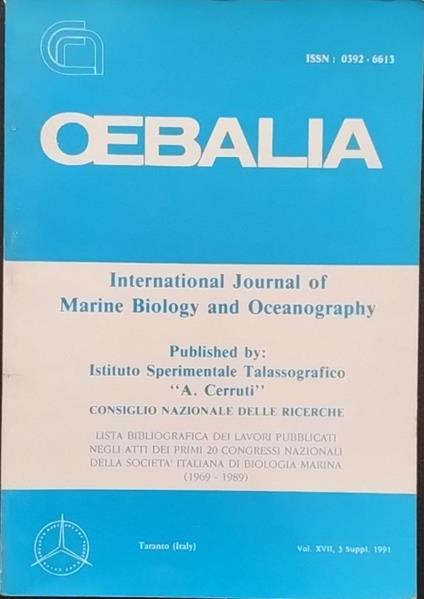 ISSN : 0392 - 6613
ŒBALIA
International Journal of
Marine Biology and Oceanography
Published by:
Istituto Sperimentale Talassografico
‘‘A. Cerruti’’
CONSIGLIO NAZIONALE DELLE RICERCHE
LISTA BIBLIOGRAFICA DEI LAVORI PUBBLICATI
NEGLI ATTI DEI PRIMI 20 CONGRESSI NAZIONALI
DELLA SOCIETA' ITALIANA DI BIOLOGIA MARINA
(1969 - 1989)
Taranto (Italy)
Vol. XVII, 3 Suppl. 1991